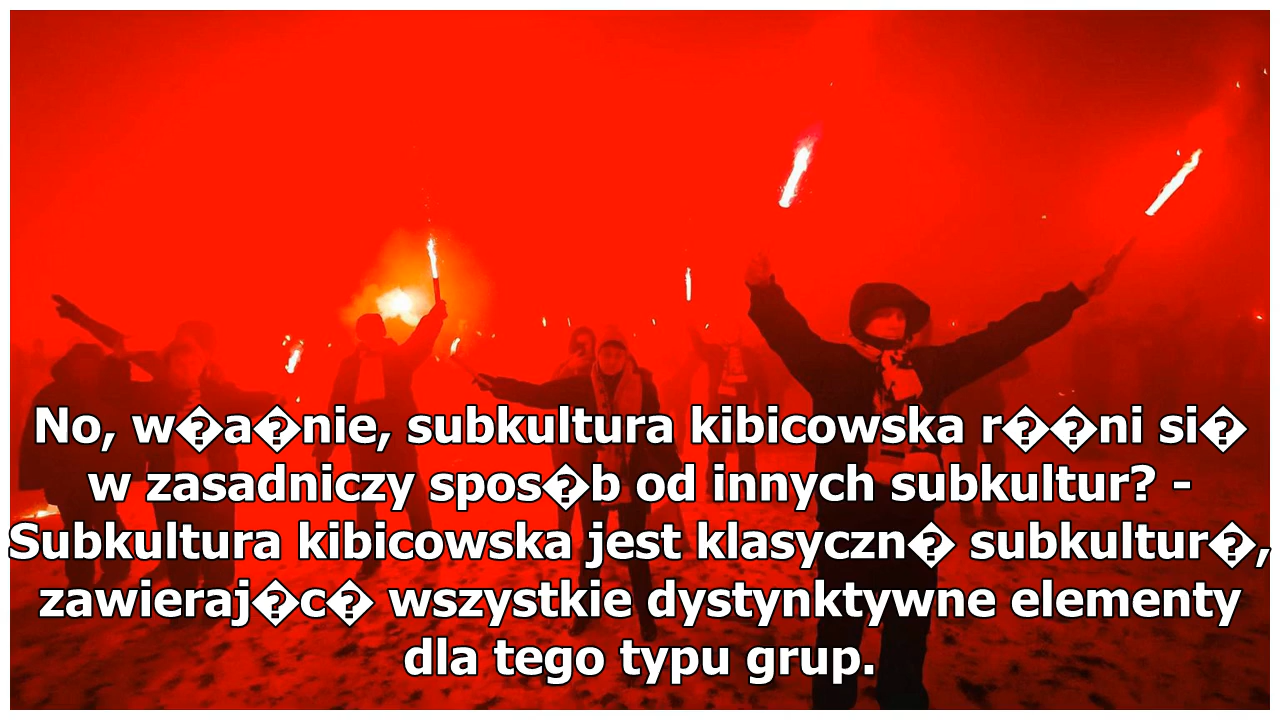 No, w�a�nie, subkultura kibicowska r��ni si�
w zasadniczy spos�b od innych subkultur? -
Subkultura kibicowska jest klasyczn� subkultur�,
zawieraj�c� wszystkie dystynktywne elementy
dla tego typu grup.